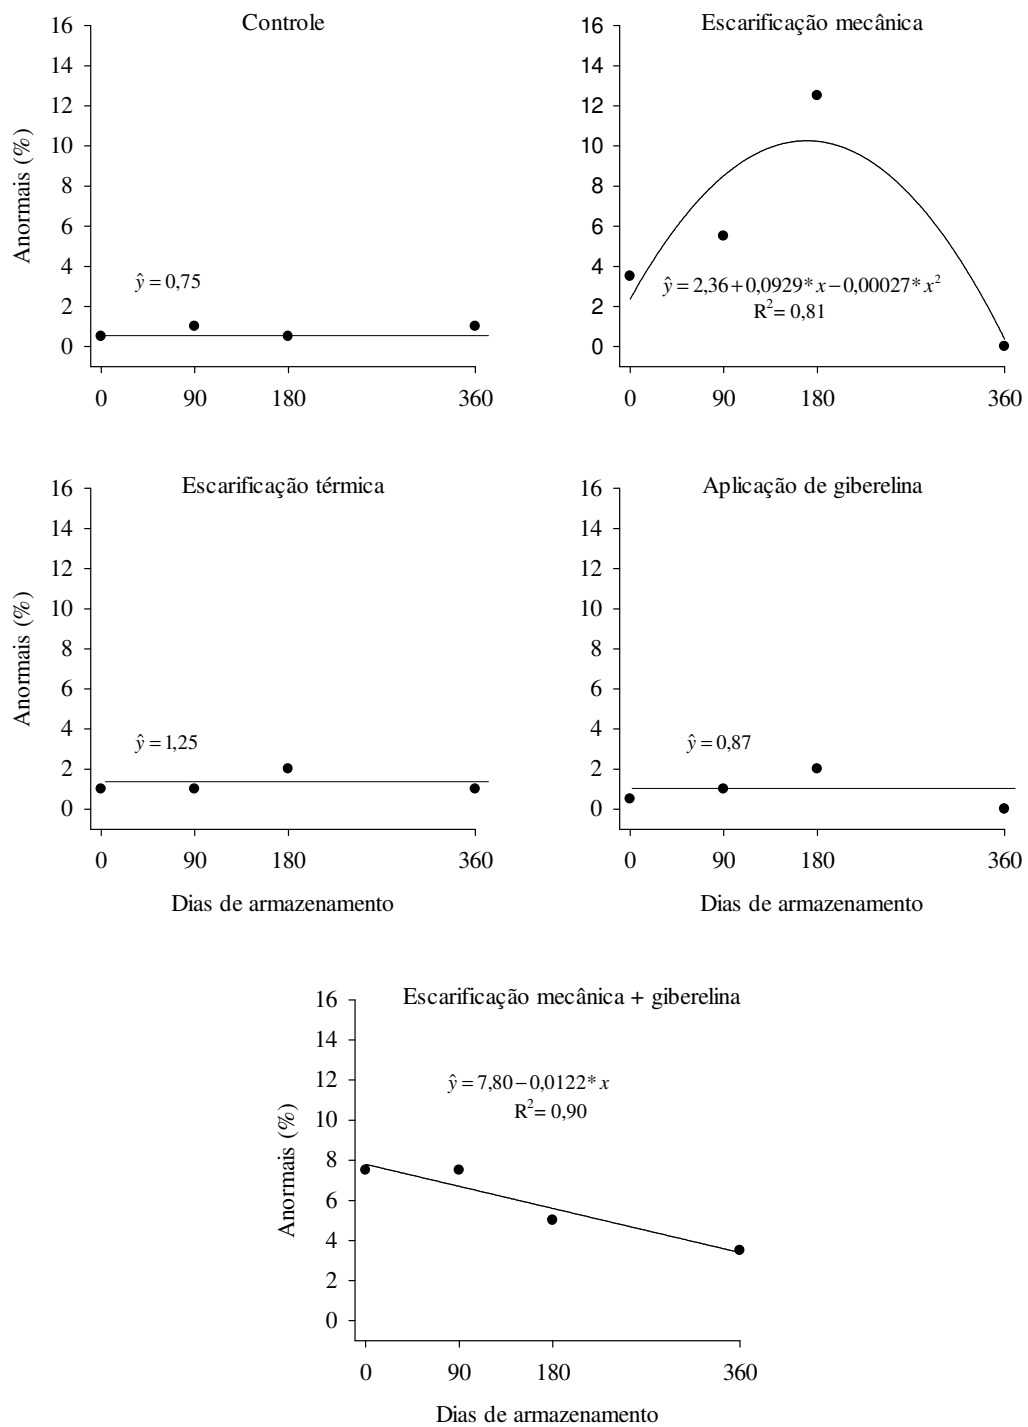 Controle
16
14
12
10
8
6
4
2
0
Anormais (%)
ŷ = 0,75
0 90 180 360
Escarificação mecânica
16
14
12
10
8
6
4
2
0
ŷ = 2,36+0,0929* x−0,00027* x²
R²= 0,81
0 90 180 360
Escarificação térmica
16
14
12
10
8
6
4
2
0
Anormais (%)
ŷ = 1,25
0 90 180 360
Dias de armazenamento
Aplicação de giberelina
16
14
12
10
8
6
4
2
0
ŷ = 0,87
0 90 180 360
Dias de armazenamento
Escarificação mecânica + giberelina
16
14
12
10
8
6
4
2
0
Anormais (%)
ŷ = 7,80−0,0122* x
R²= 0,90
0 90 180 360
Dias de armazenamento